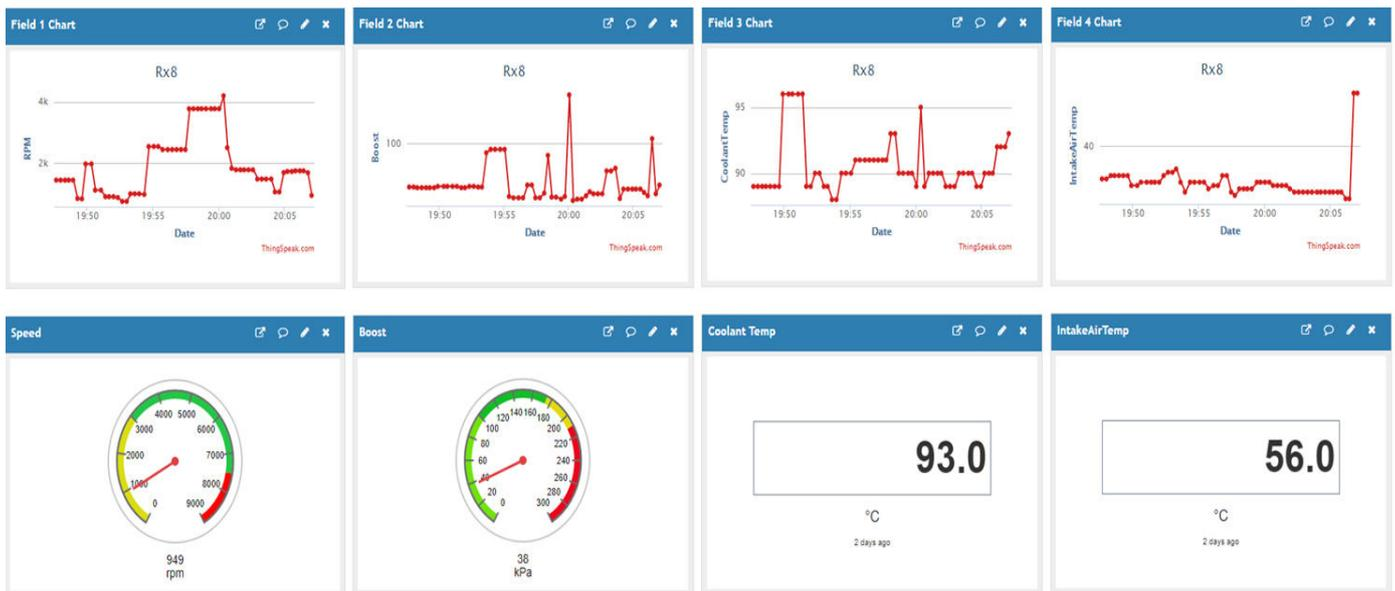 Field 1 Chart
Rx8
4k
2k
RPM
19:50 19:55 20:00 20:05
Date
ThingSpeak.com
Field 2 Chart
Rx8
100
Boost
19:50 19:55 20:00 20:05
Date
ThingSpeak.com
Field 3 Chart
Rx8
95
90
CoolantTemp
19:50 19:55 20:00 20:05
Date
ThingSpeak.com
Field 4 Chart
Rx8
40
IntakeAirTemp
19:50 19:55 20:00 20:05
Date
ThingSpeak.com
Speed
0 1000 2000 3000 4000 5000 6000 7000 8000 9000
949
rpm
Boost
0 20 40 60 80 100 120 140 160 180 200 220 240 260 280 300
38
kPa
Coolant Temp
93.0
°C
2 days ago
IntakeAirTemp
56.0
°C
2 days ago